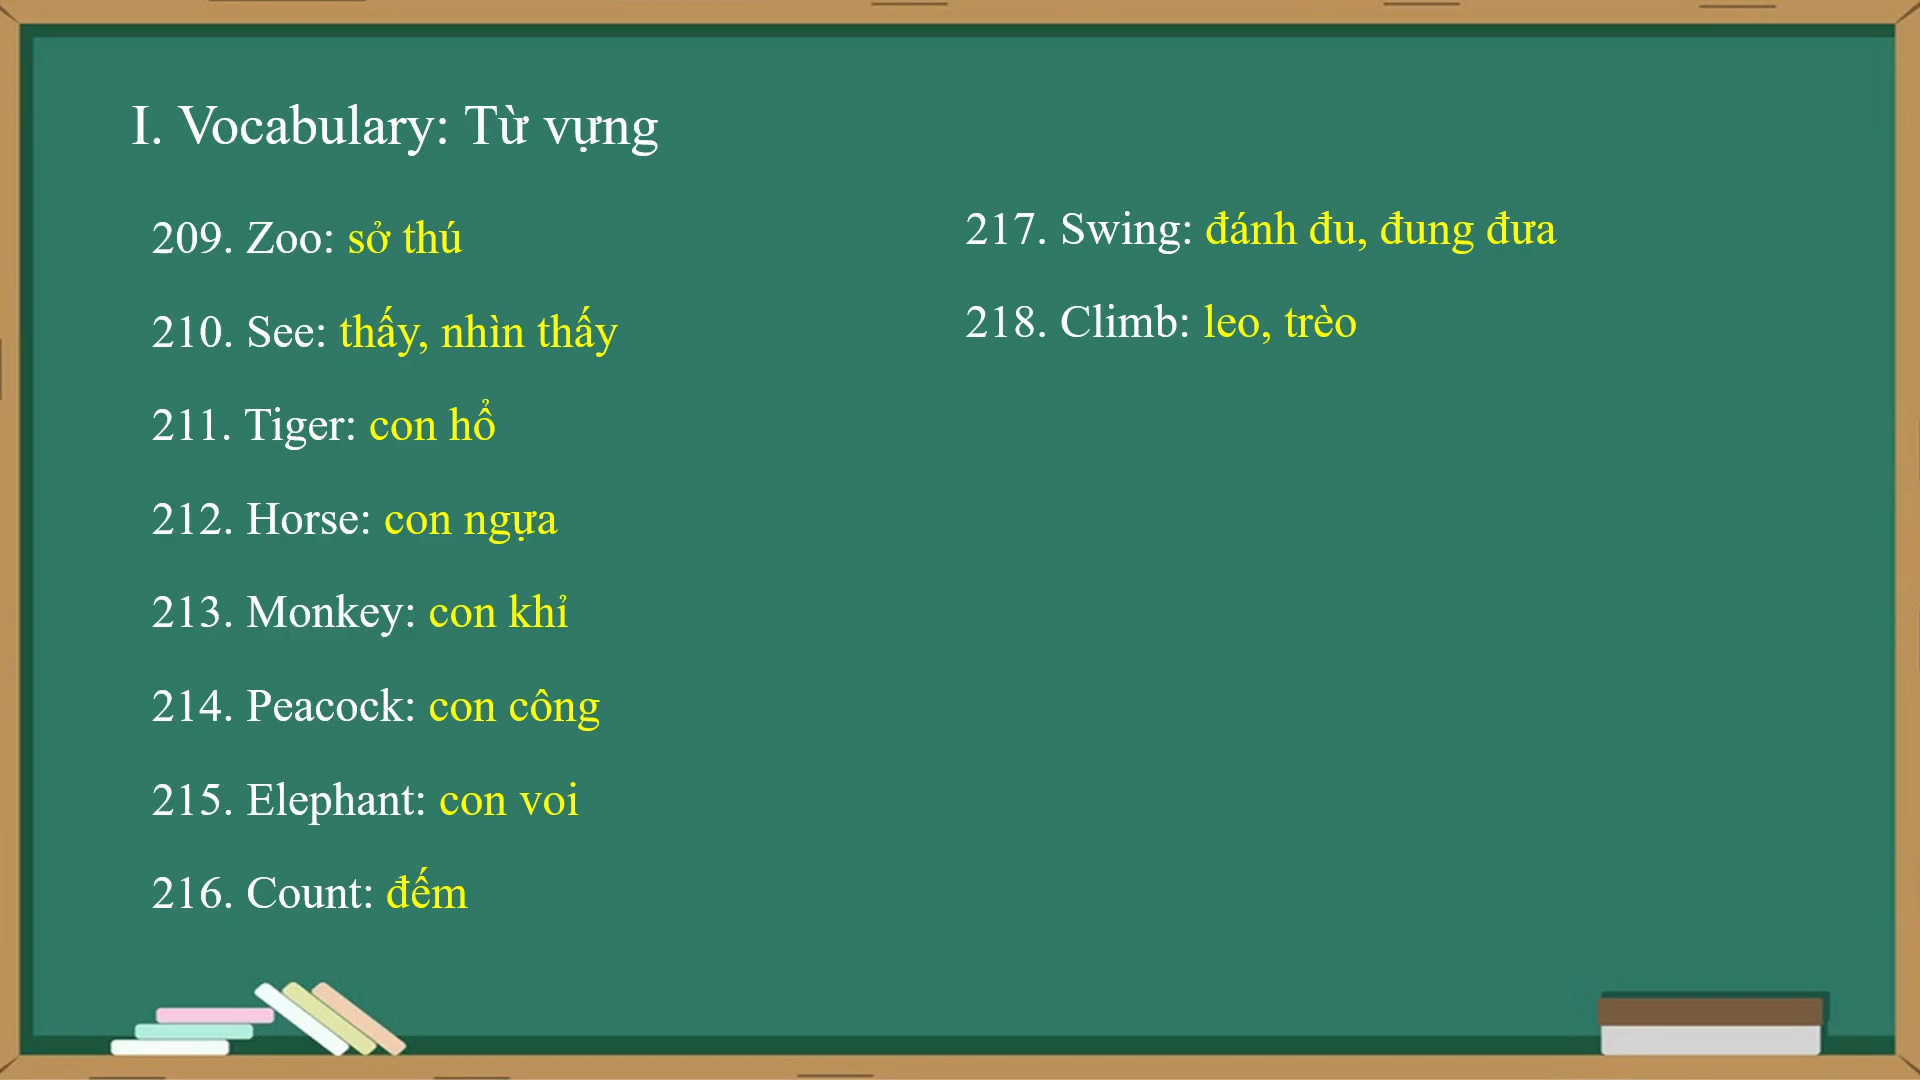 I. Vocabulary: Từ vựng
209. Zoo: sở thú
210. See: thấy, nhìn thấy
211. Tiger: con hổ
212. Horse: con ngựa
213. Monkey: con khỉ
214. Peacock: con công
215. Elephant: con voi
216. Count: đếm
217. Swing: đánh đu, đung đưa
218. Climb: leo, trèo